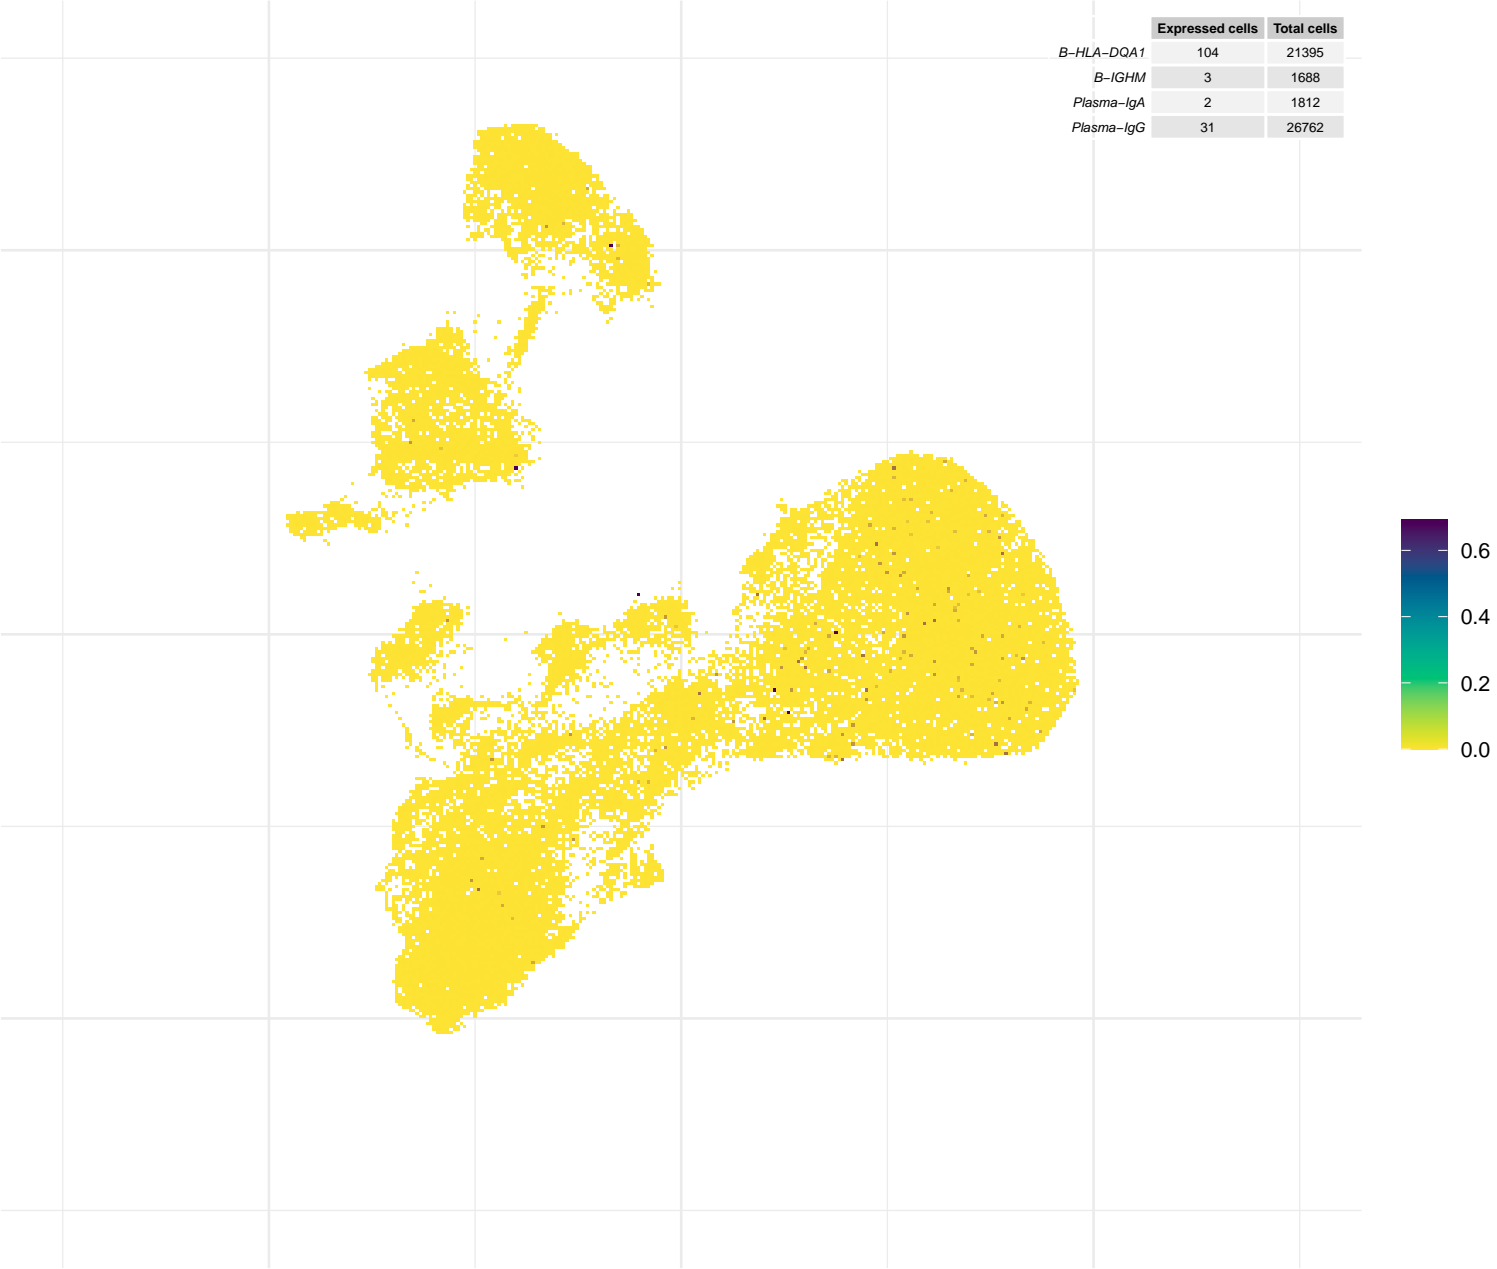 Expressed cells Total cells
B−HLA−DQA1 104 21395
B−IGHM 3 1688
Plasma−IgA 2 1812
Plasma−IgG 31 26762
0.6
0.4
0.2
0.0